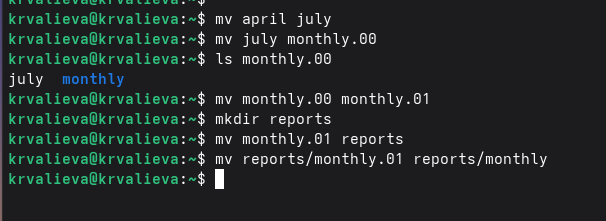 krvalieva@krvalieva:~$ mv april july
krvalieva@krvalieva:~$ mv july monthly.00
krvalieva@krvalieva:~$ ls monthly.00
july  monthly
krvalieva@krvalieva:~$ mv monthly.00 monthly.01
krvalieva@krvalieva:~$ mkdir reports
krvalieva@krvalieva:~$ mv monthly.01 reports
krvalieva@krvalieva:~$ mv reports/monthly.01 reports/monthly
krvalieva@krvalieva:~$